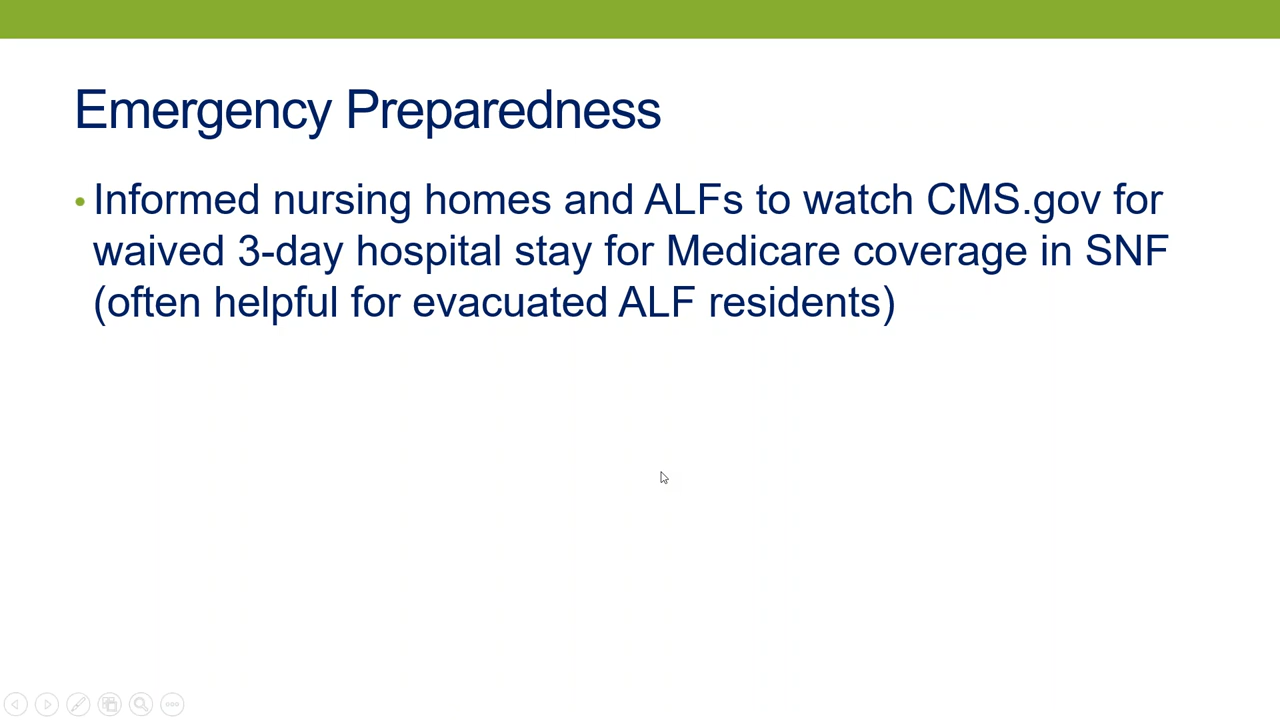 Emergency Preparedness
• Informed nursing homes and ALFs to watch CMS.gov for
waived 3-day hospital stay for Medicare coverage in SNF
(often helpful for evacuated ALF residents)